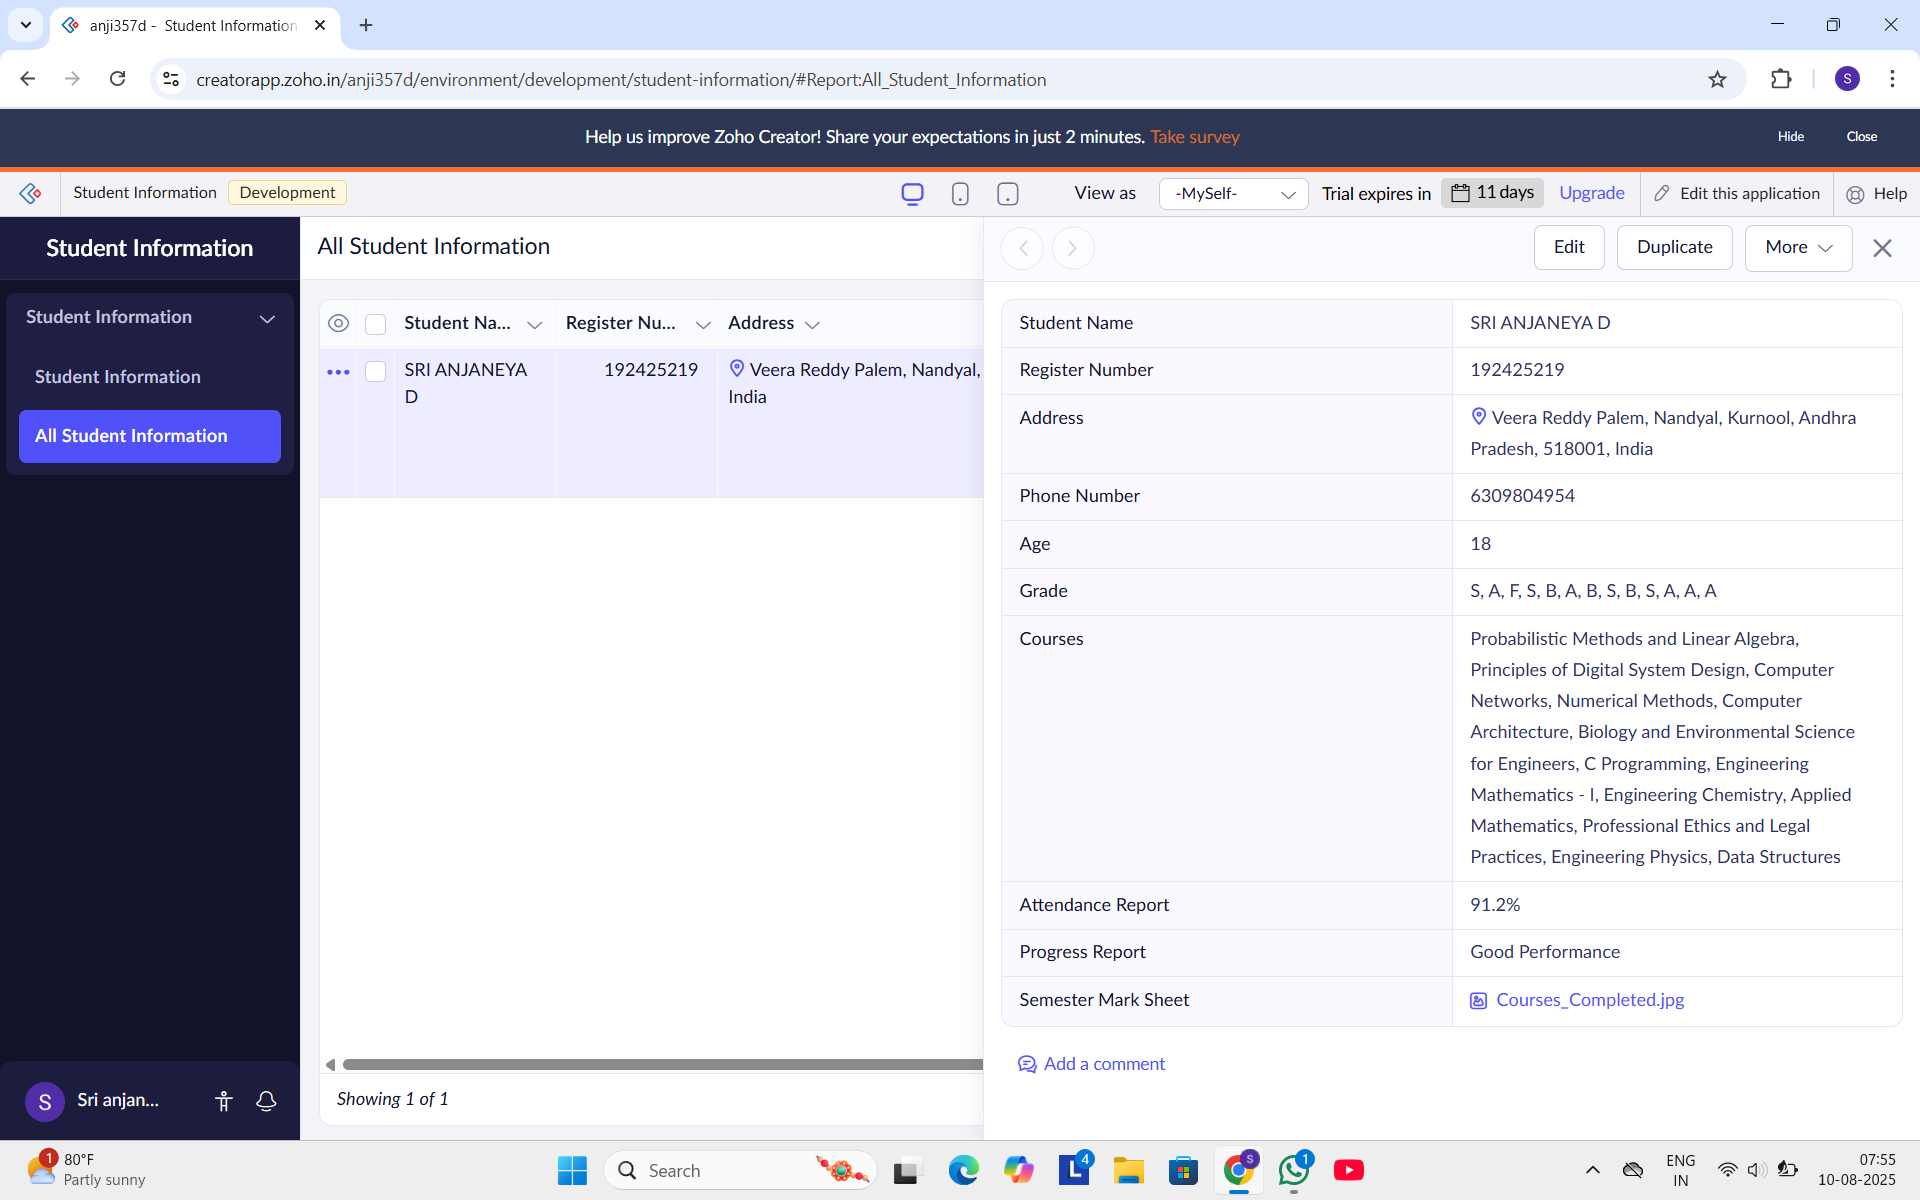 anji357d - Student Information
creatorapp.zoho.in/anji357d/environment/development/student-information/#Report:All_Student_Information
S
Help us improve Zoho Creator! Share your expectations in just 2 minutes. Take survey
Hide
Close
Student Information
Development
View as
-MySelf-
Trial expires in
11 days
Upgrade
Edit this application
Help
Student Information
Student Information
Student Information
All Student Information
All Student Information
Student Na...
Register Nu...
Address
SRI ANJANEYA
D
192425219
Veera Reddy Palem, Nandyal,
India
Showing 1 of 1
Edit
Duplicate
More
Student Name
SRI ANJANEYA D
Register Number
192425219
Address
Veera Reddy Palem, Nandyal, Kurnool, Andhra
Pradesh, 518001, India
Phone Number
6309804954
Age
18
Grade
S, A, F, S, B, A, B, S, B, S, A, A, A
Courses
Probabilistic Methods and Linear Algebra,
Principles of Digital System Design, Computer
Networks, Numerical Methods, Computer
Architecture, Biology and Environmental Science
for Engineers, C Programming, Engineering
Mathematics - I, Engineering Chemistry, Applied
Mathematics, Professional Ethics and Legal
Practices, Engineering Physics, Data Structures
Attendance Report
91.2%
Progress Report
Good Performance
Semester Mark Sheet
Courses_Completed.jpg
Add a comment
S
Sri anjan...
1
80°F
Partly sunny
Search
L
4
S
1
ENG
IN
07:55
10-08-2025